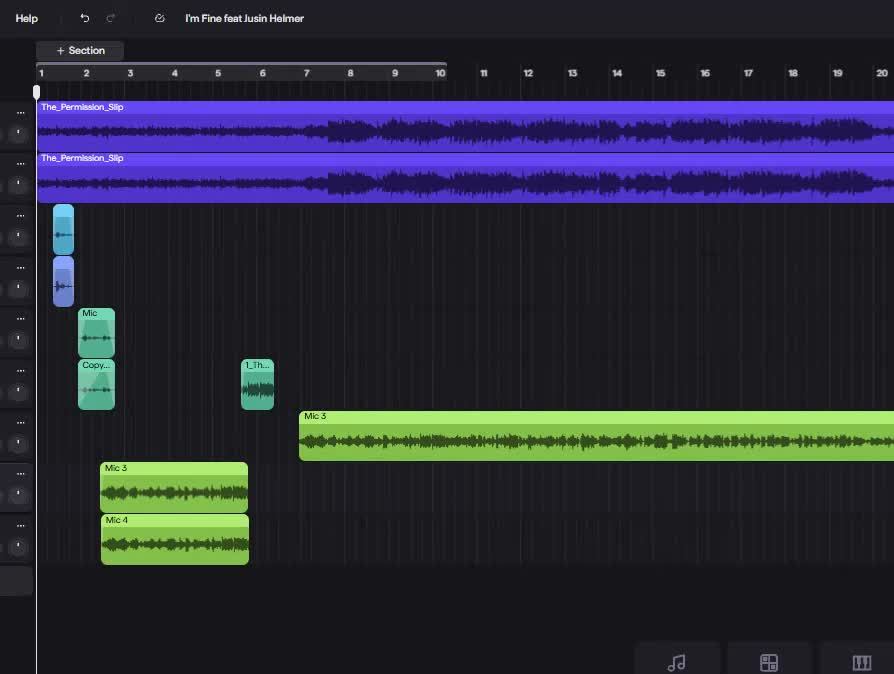 Help I'm Fine feat Jusin Helmer
+ Section
1 2 3 4 5 6 7 8 9 10 11 12 13 14 15 16 17 18 19 20
The_Permission_Slip
The_Permission_Slip
Mic
Copy... 1_Th...
Mic 3
Mic 3
Mic 4